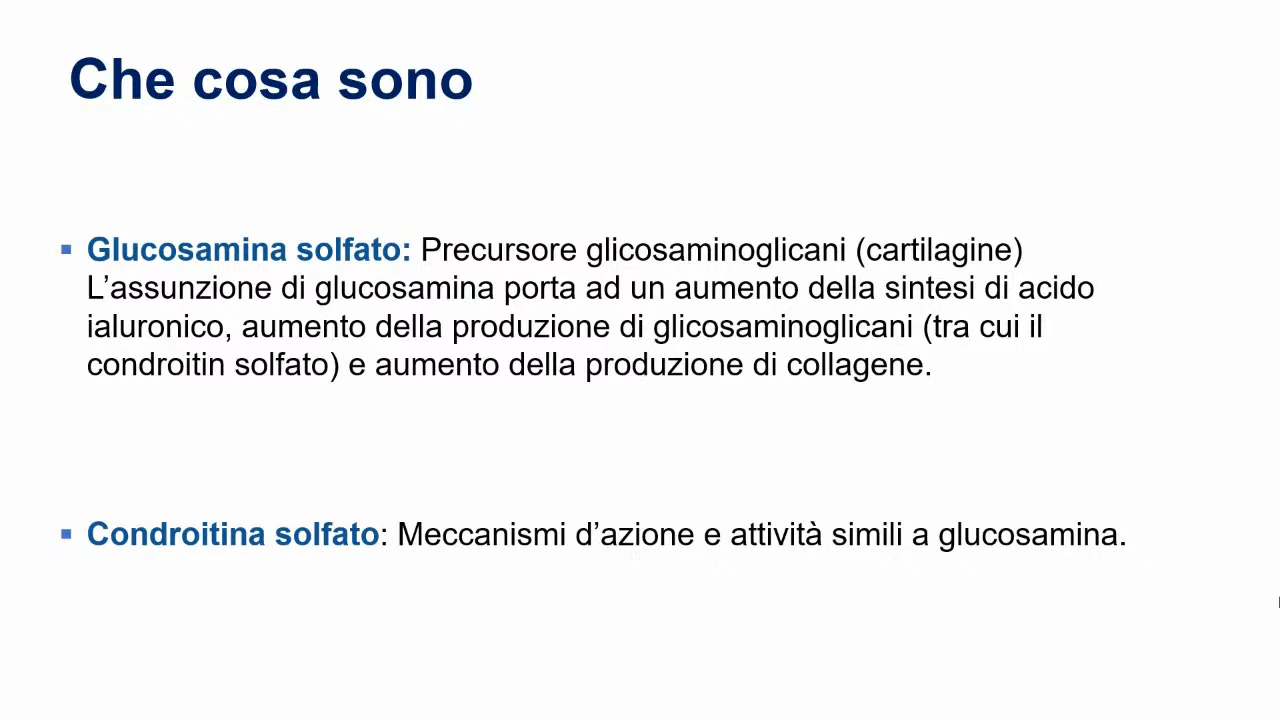 Che cosa sono
▪ Glucosamina solfato: Precursore glicosaminoglicani (cartilagine)
L’assunzione di glucosamina porta ad un aumento della sintesi di acido
ialuronico, aumento della produzione di glicosaminoglicani (tra cui il
condroitin solfato) e aumento della produzione di collagene.
▪ Condroitina solfato: Meccanismi d’azione e attività simili a glucosamina.